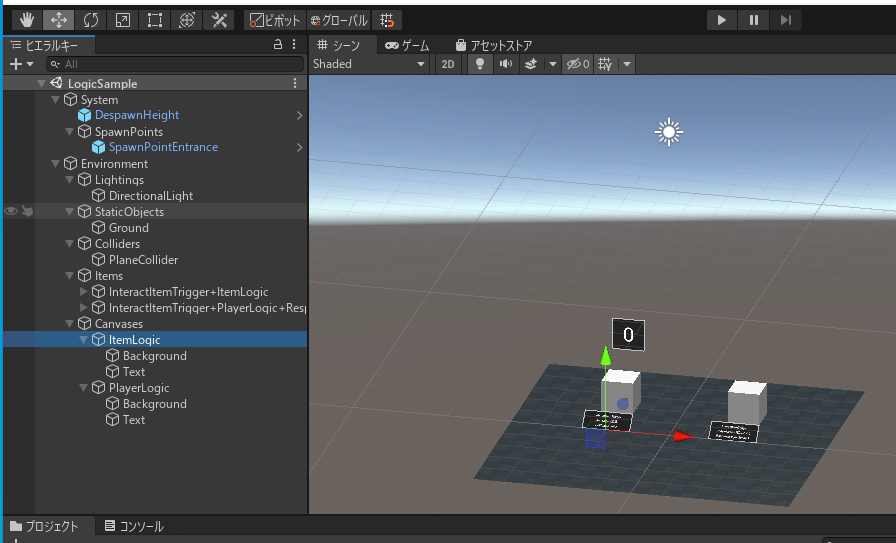 ピボット グローバル
ヒエラルキー
# シーン ゲーム アセットストア
All
Shaded 2D 0
LogicSample
System
DespawnHeight
SpawnPoints
SpawnPointEntrance
Environment
Lightings
DirectionalLight
StaticObjects
Ground
Colliders
PlaneCollider
Items
InteractItemTrigger+ItemLogic
InteractItemTrigger+PlayerLogic+Resp
Canvases
ItemLogic
Background
Text
PlayerLogic
Background
Text
0
プロジェクト コンソール